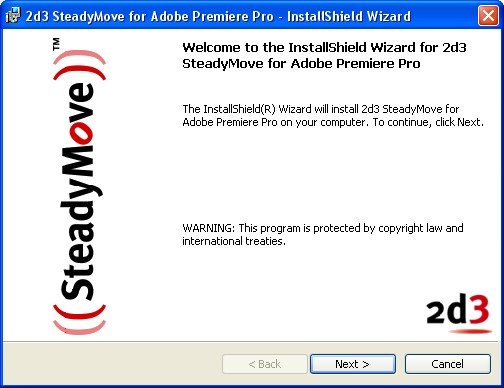 2d3 SteadyMove for Adobe Premiere Pro - InstallShield Wizard
((SteadyMove))™
Welcome to the InstallShield Wizard for 2d3
SteadyMove for Adobe Premiere Pro
The InstallShield(R) Wizard will install 2d3 SteadyMove for
Adobe Premiere Pro on your computer. To continue, click Next.
WARNING: This program is protected by copyright law and
international treaties.
2d3
< Back
Next >
Cancel